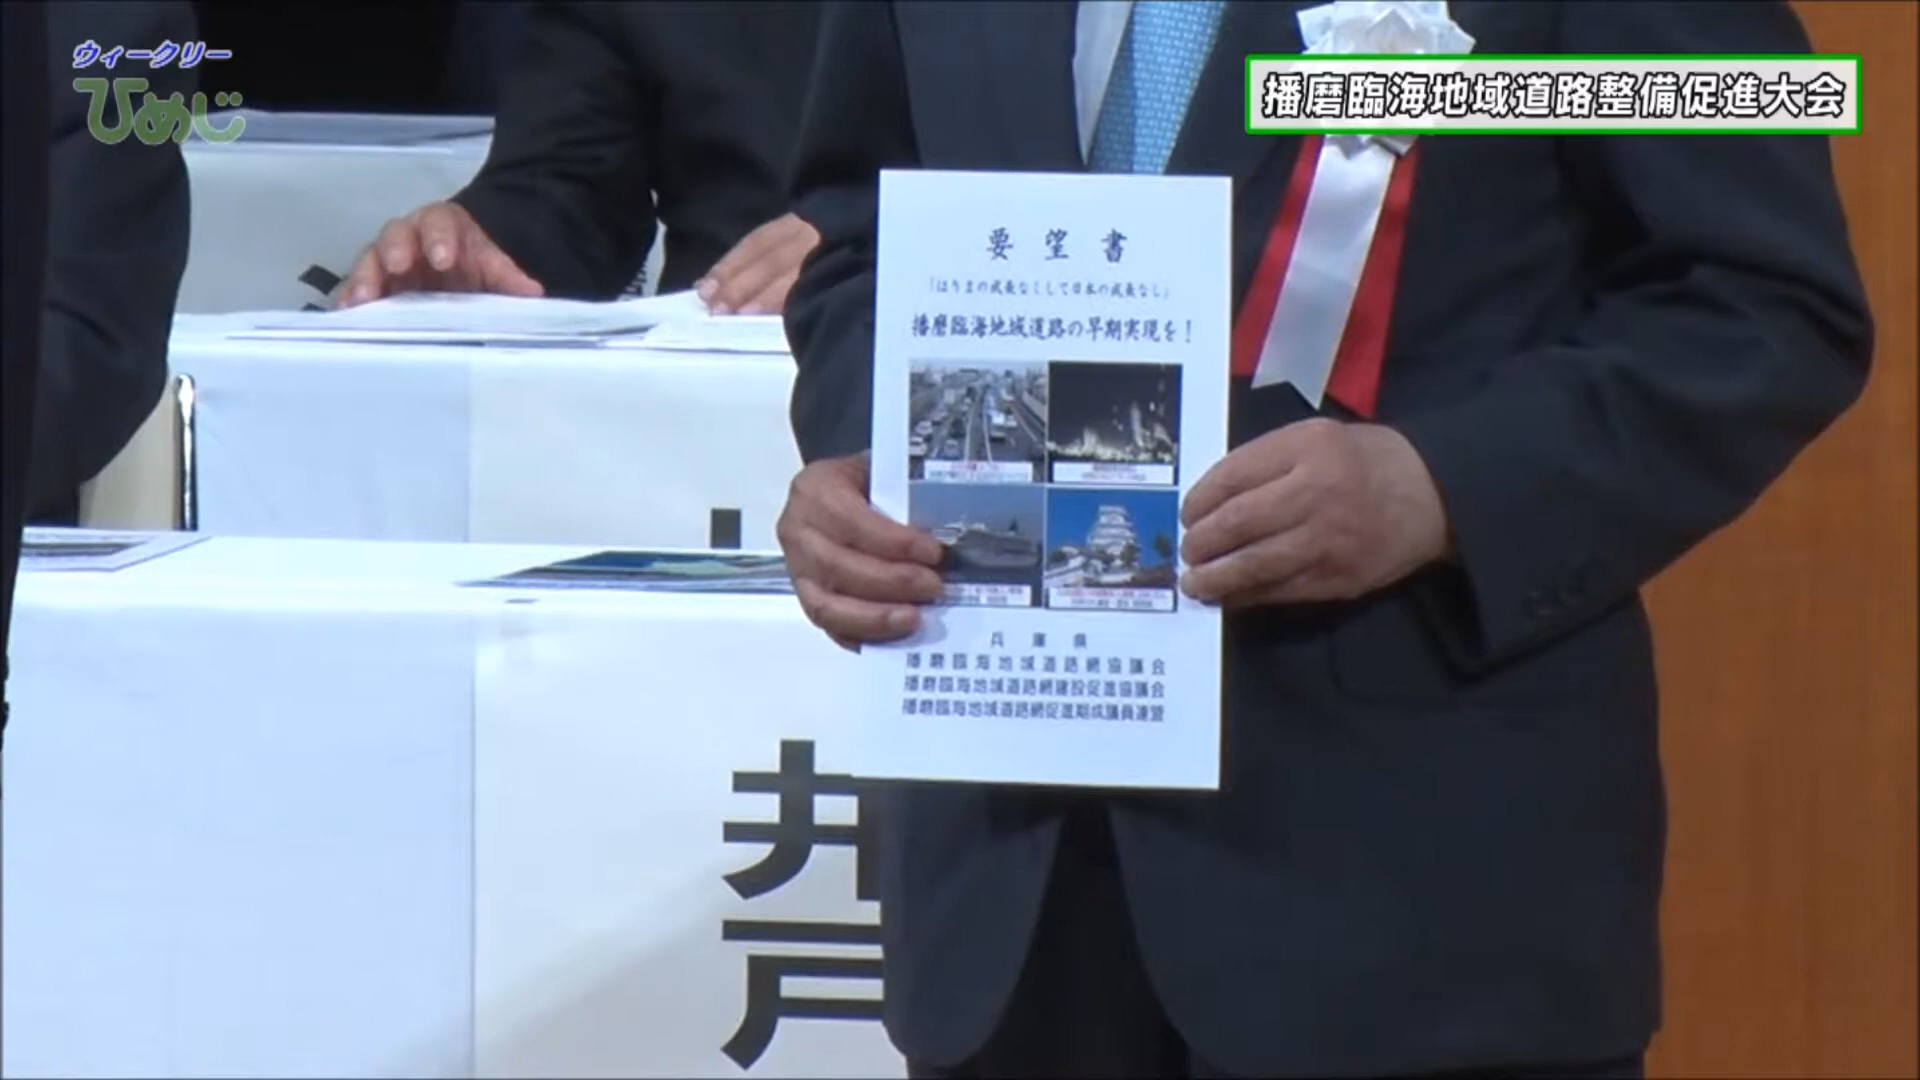 ウィークリー
ひめじ
播磨臨海地域道路整備促進大会
要望書
「はりまの成長なくして日本の成長なし」
播磨臨海地域道路の早期実現を！
兵庫県
播磨臨海地域道路網協議会
播磨臨海地域道路網建設促進協議会
播磨臨海地域道路網促進期成議員連盟
井戸